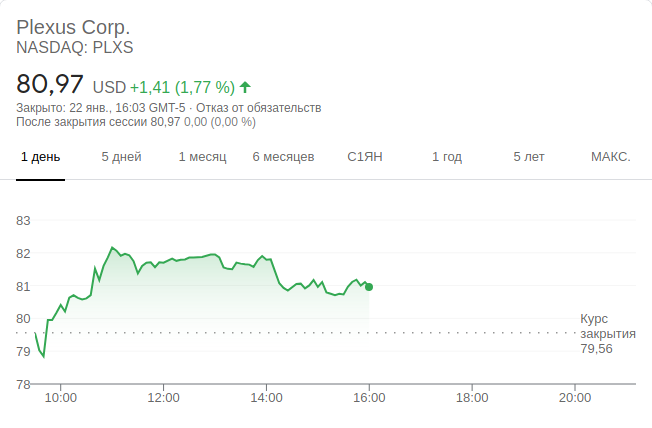 Plexus Corp.
NASDAQ: PLXS
80,97 USD +1,41 (1,77 %)
Закрыто: 22 янв., 16:03 GMT-5 · Отказ от обязательств
После закрытия сессии 80,97 0,00 (0,00 %)
1 день 5 дней 1 месяц 6 месяцев С1ЯН 1 год 5 лет МАКС.
83
82
81
80
79
78
Курс
закрытия
79,56
10:00 12:00 14:00 16:00 18:00 20:00